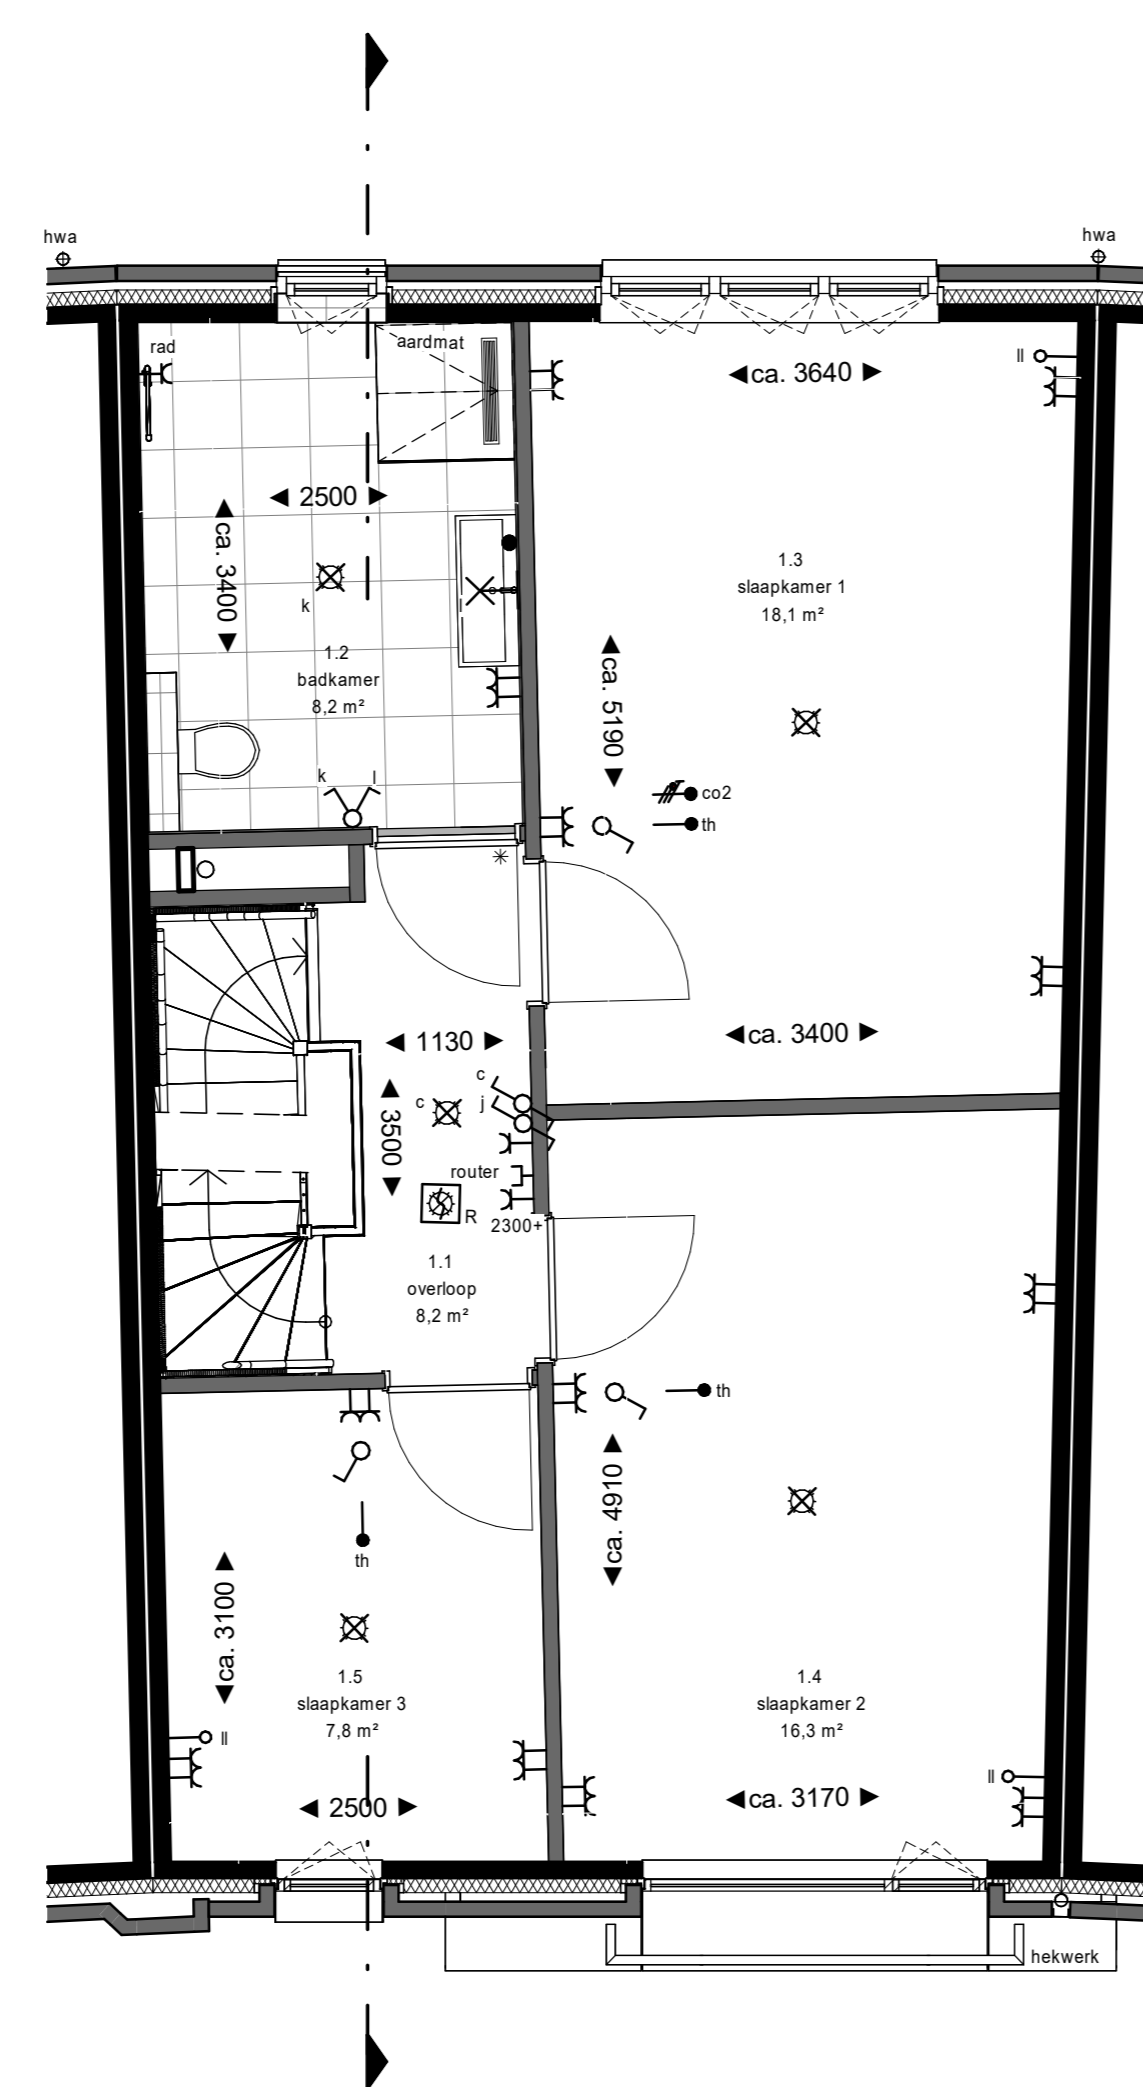 hwa
hwa
rad
aardmat
ca. 3640
ll
2500
ca. 3400
k
l
1.2
badkamer
8,2 m²
1.3
slaapkamer 1
18,1 m²
ca. 5190
k
l
co2
th
1130
ca. 3400
c
c
j
3500
router
R
2300+
1.1
overloop
8,2 m²
th
ca. 4910
th
ca. 3100
1.5
slaapkamer 3
7,8 m²
1.4
slaapkamer 2
16,3 m²
ll
ll
2500
ca. 3170
hekwerk